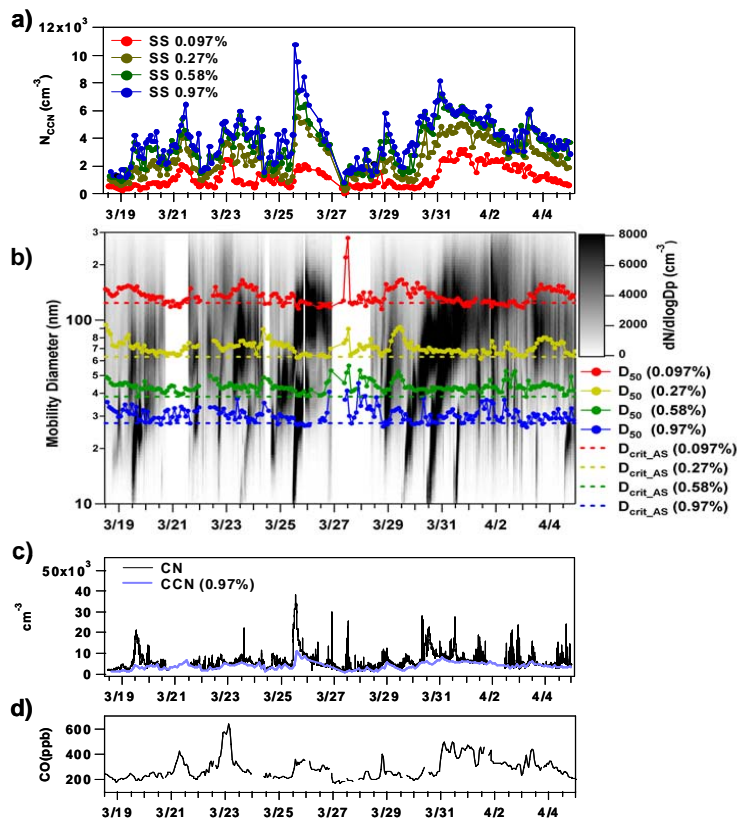 a)
12x10³
10
8
6
4
2
0
N_CCN (cm⁻³)
SS 0.097%
SS 0.27%
SS 0.58%
SS 0.97%
3/19 3/21 3/23 3/25 3/27 3/29 3/31 4/2 4/4
b)
3
2
100
8
7
6
5
4
3
2
10
Mobility Diameter (nm)
3/19 3/21 3/23 3/25 3/27 3/29 3/31 4/2 4/4
8000
6000
4000
2000
0
dN/dlogDp (cm⁻³)
D₅₀ (0.097%)
D₅₀ (0.27%)
D₅₀ (0.58%)
D₅₀ (0.97%)
D_crit_AS (0.097%)
D_crit_AS (0.27%)
D_crit_AS (0.58%)
D_crit_AS (0.97%)
c)
50x10³
40
30
20
10
0
cm⁻³
CN
CCN (0.97%)
3/19 3/21 3/23 3/25 3/27 3/29 3/31 4/2 4/4
d)
600
400
200
CO(ppb)
3/19 3/21 3/23 3/25 3/27 3/29 3/31 4/2 4/4